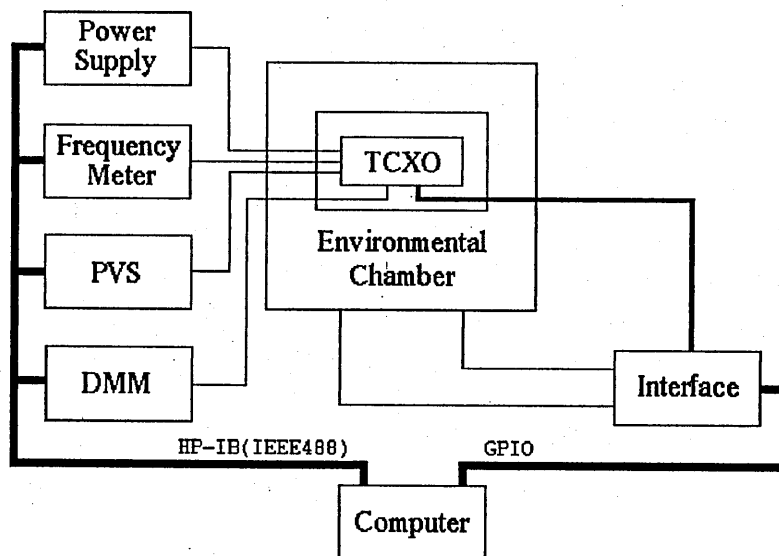 Power
Supply
Frequency
Meter
TCXO
Environmental
Chamber
PVS
DMM
Interface
HP-IB(IEEE488)
GPIO
Computer